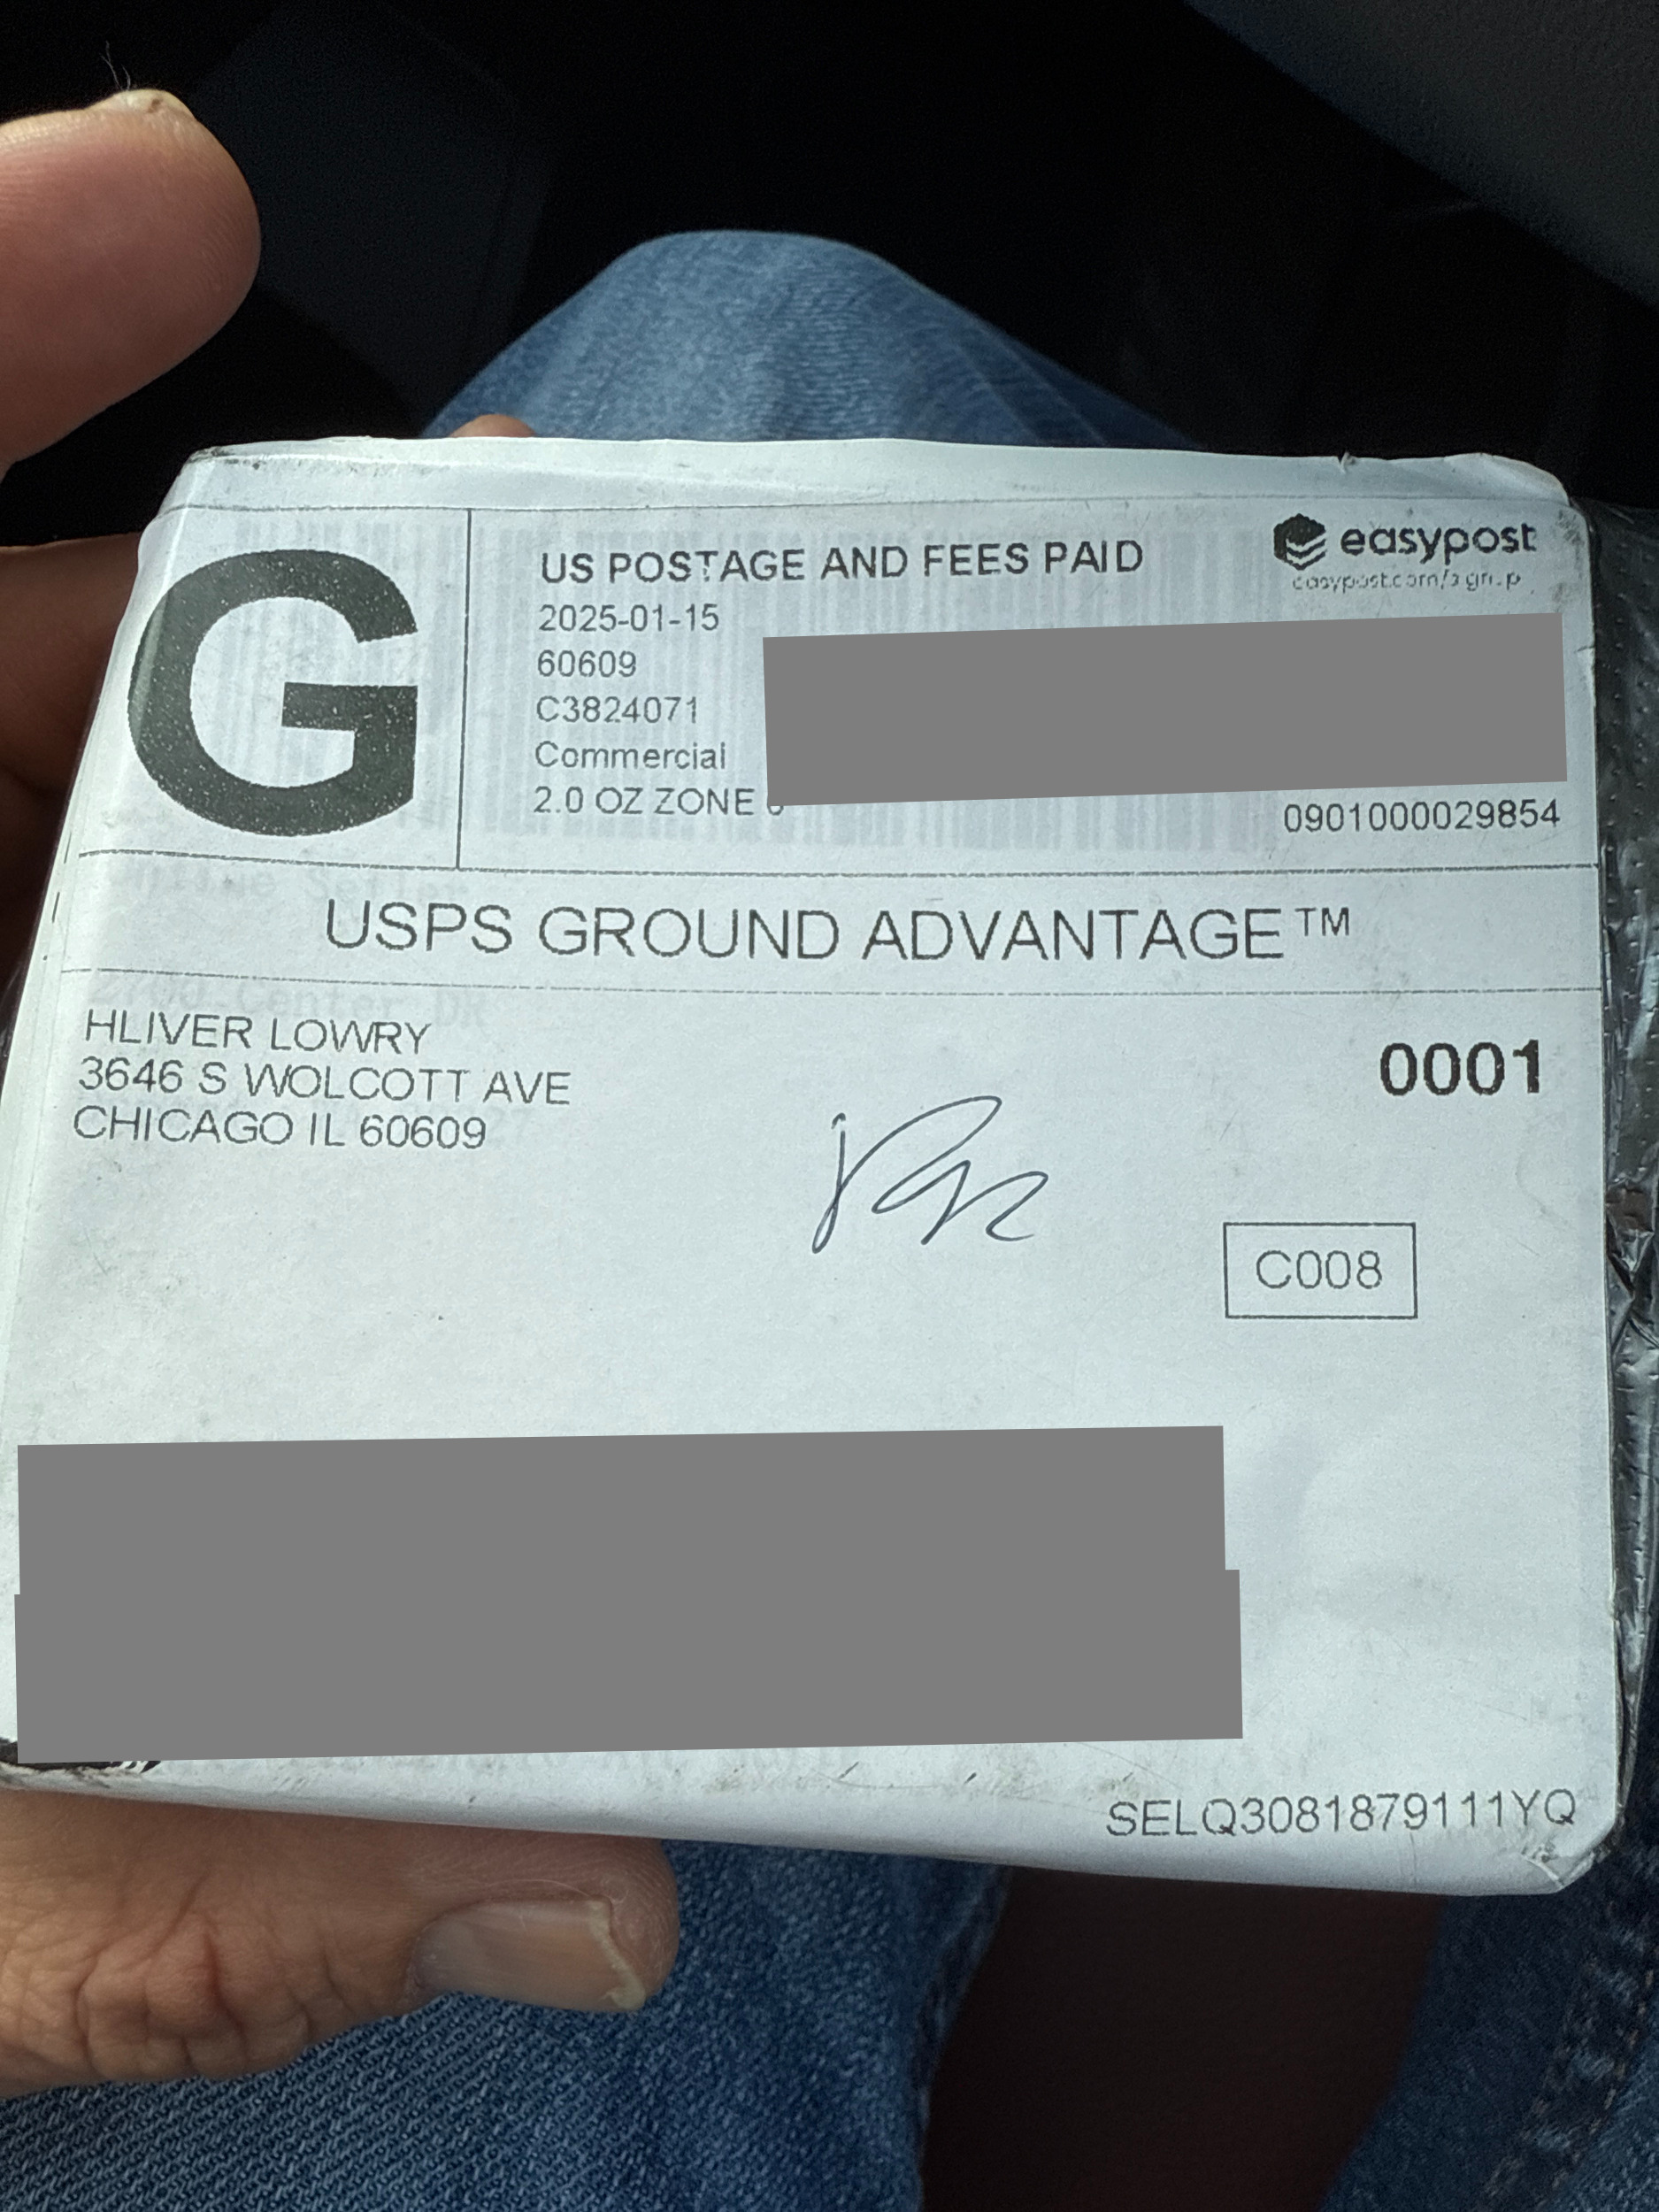 G
US POSTAGE AND FEES PAID
2025-01-15
60609
C3824071
Commercial
2.0 OZ ZONE
easypost
0901000029854
USPS GROUND ADVANTAGE™
HLIVER LOWRY
3646 S WOLCOTT AVE
CHICAGO IL 60609
0001
C008
SELQ3081879111YQ